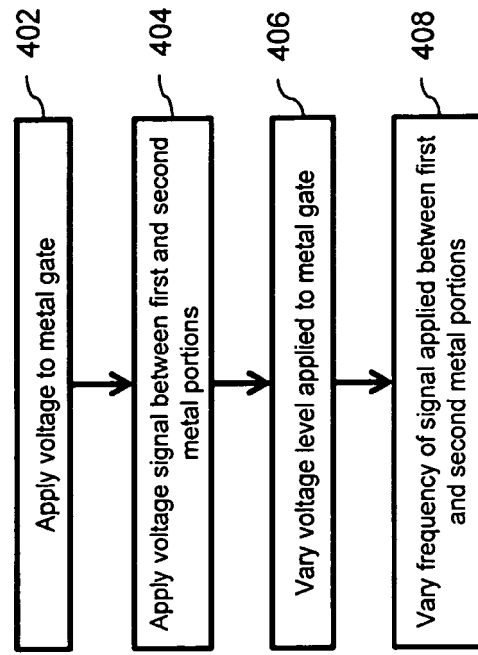 402
Apply voltage to metal gate
404
Apply voltage signal between first and second
metal portions
406
Vary voltage level applied to metal gate
408
Vary frequency of signal applied between first
and second metal portions